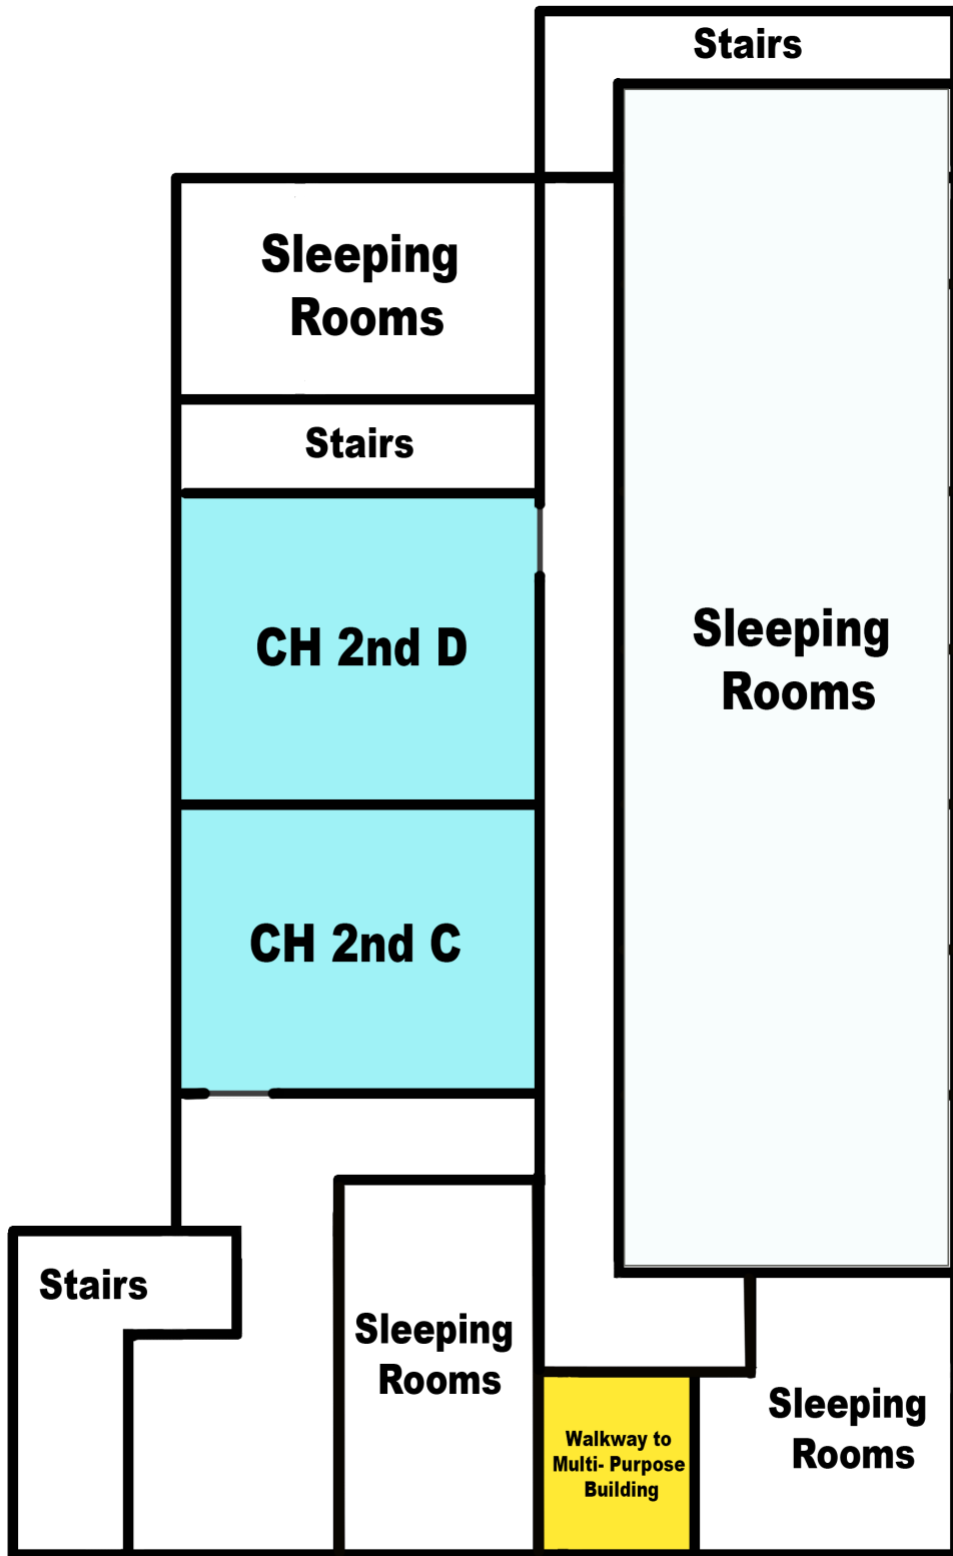 Stairs
Sleeping
Rooms
Stairs
CH 2nd D
Sleeping
Rooms
CH 2nd C
Stairs
Sleeping
Rooms
Sleeping
Rooms
Walkway to
Multi- Purpose
Building